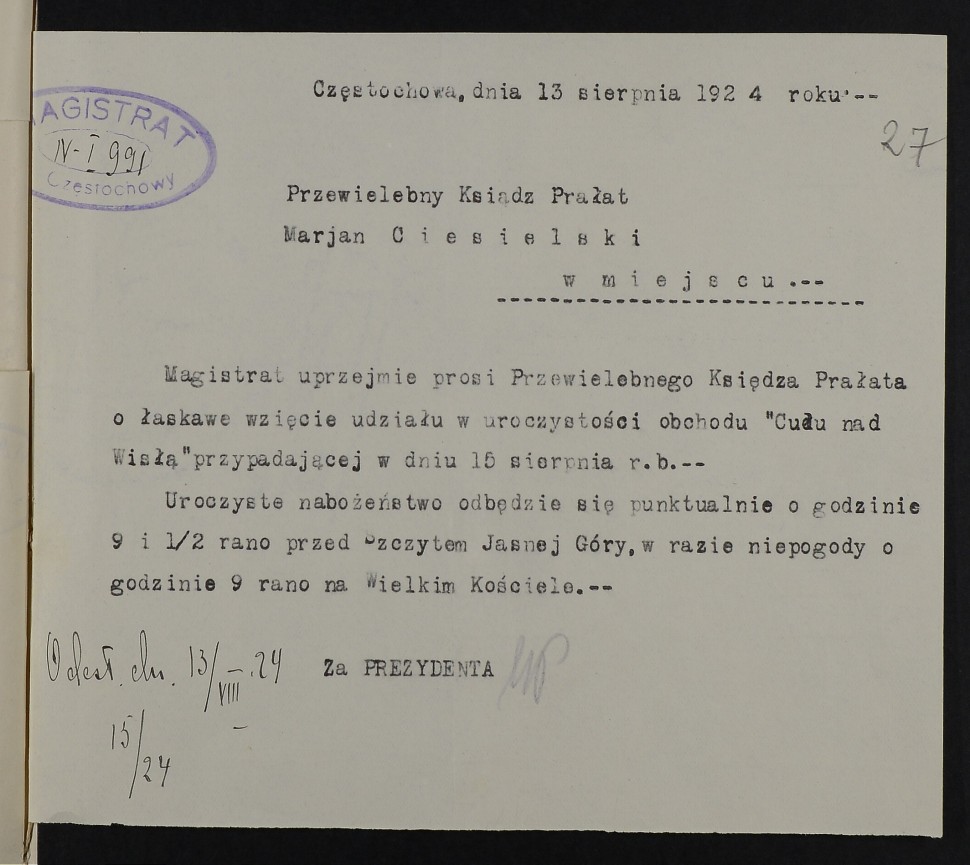 Częstochowa, dnia 13 sierpnia 192 4 roku.--
27
MAGISTRAT
IV-I 991
Częstochowy
Przewielebny Ksiądz Prałat
Marjan C i e s i e l s k i
w m i e j s c u .--
Magistrat uprzejmie prosi Przewielebnego Księdza Prałata
o łaskawe wzięcie udziału w uroczystości obchodu "Cudu nad
Wisłą"przypadającej w dniu 15 sierpnia r.b.--
Uroczyste nabożeństwo odbędzie się punktualnie o godzinie
9 i 1/2 rano przed Szczytem Jasnej Góry, w razie niepogody o
godzinie 9 rano na Wielkim Kościele.--
Odesł. dn. 13/VIII.24
Za PREZYDENTA
15/24